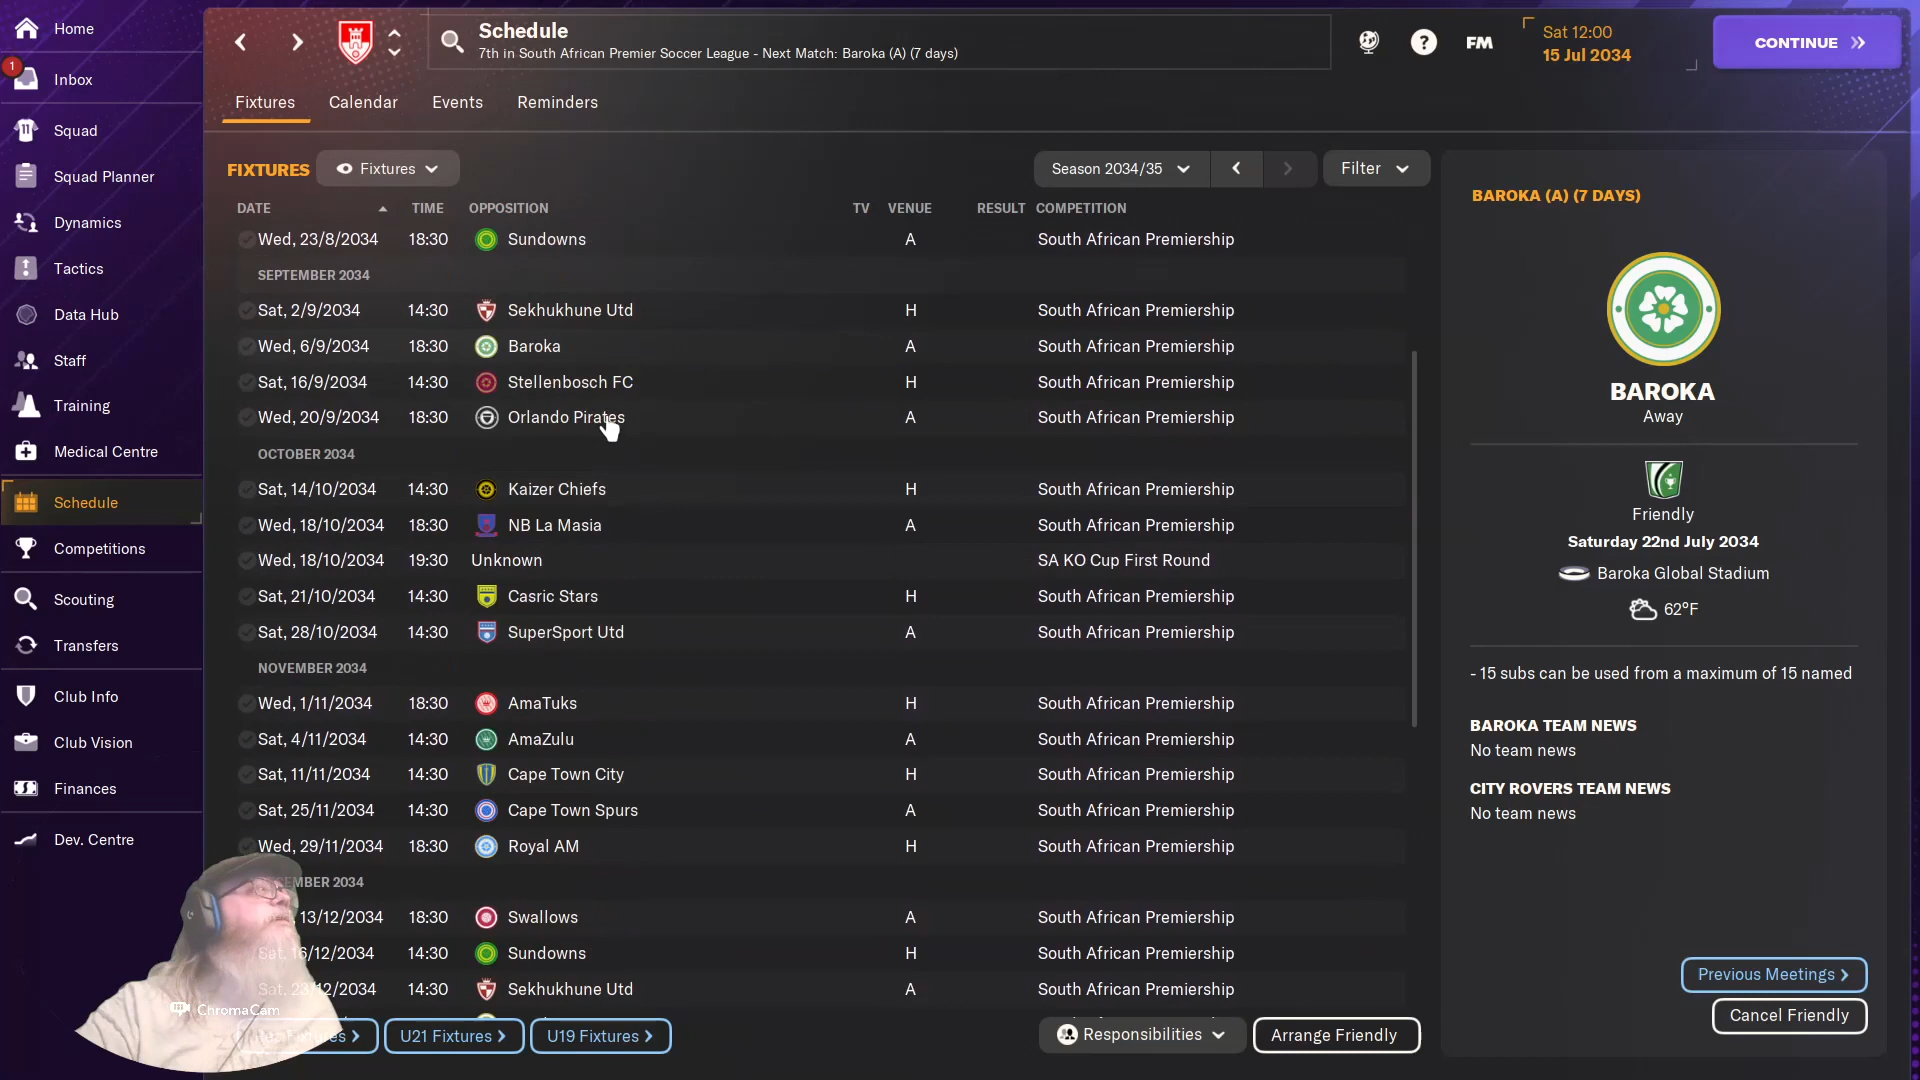 Home
1
Inbox
Squad
Squad Planner
Dynamics
Tactics
Data Hub
Staff
Training
Medical Centre
Schedule
Competitions
Scouting
Transfers
Club Info
Club Vision
Finances
Dev. Centre
Schedule
7th in South African Premier Soccer League - Next Match: Baroka (A) (7 days)
?
FM
Sat 12:00
15 Jul 2034
CONTINUE
Fixtures Calendar Events Reminders
FIXTURES Fixtures Season 2034/35 Filter
DATE TIME OPPOSITION TV VENUE RESULT COMPETITION
Wed, 23/8/2034 18:30 Sundowns A South African Premiership
SEPTEMBER 2034
Sat, 2/9/2034 14:30 Sekhukhune Utd H South African Premiership
Wed, 6/9/2034 18:30 Baroka A South African Premiership
Sat, 16/9/2034 14:30 Stellenbosch FC H South African Premiership
Wed, 20/9/2034 18:30 Orlando Pirates A South African Premiership
OCTOBER 2034
Sat, 14/10/2034 14:30 Kaizer Chiefs H South African Premiership
Wed, 18/10/2034 18:30 NB La Masia A South African Premiership
Wed, 18/10/2034 19:30 Unknown SA KO Cup First Round
Sat, 21/10/2034 14:30 Casric Stars H South African Premiership
Sat, 28/10/2034 14:30 SuperSport Utd A South African Premiership
NOVEMBER 2034
Wed, 1/11/2034 18:30 AmaTuks H South African Premiership
Sat, 4/11/2034 14:30 AmaZulu A South African Premiership
Sat, 11/11/2034 14:30 Cape Town City H South African Premiership
Sat, 25/11/2034 14:30 Cape Town Spurs A South African Premiership
Wed, 29/11/2034 18:30 Royal AM H South African Premiership
EMBER 2034
13/12/2034 18:30 Swallows A South African Premiership
Sat, 16/12/2034 14:30 Sundowns H South African Premiership
Sat, 23/12/2034 14:30 Sekhukhune Utd A South African Premiership
ChromaCam
U21 Fixtures U19 Fixtures Responsibilities Arrange Friendly
BAROKA (A) (7 DAYS)
BAROKA
Away
Friendly
Saturday 22nd July 2034
Baroka Global Stadium
62°F
- 15 subs can be used from a maximum of 15 named
BAROKA TEAM NEWS
No team news
CITY ROVERS TEAM NEWS
No team news
Previous Meetings
Cancel Friendly